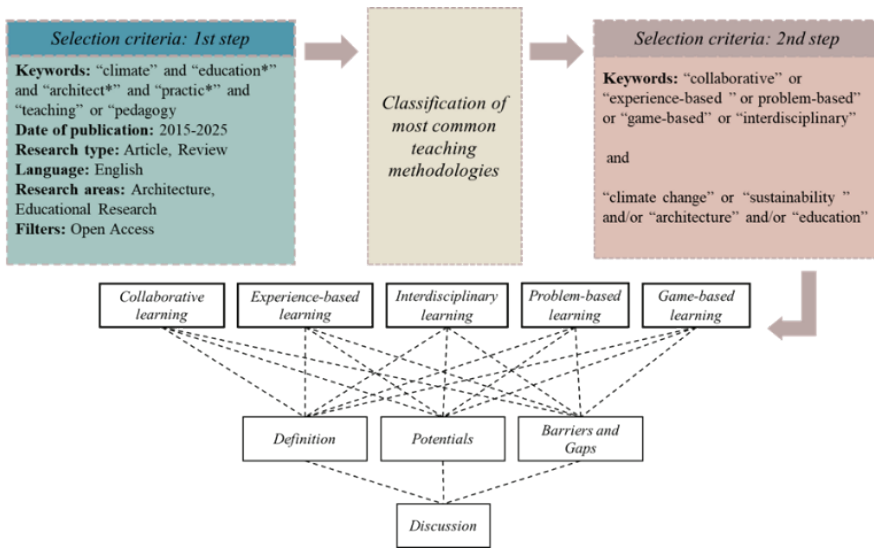 Selection criteria: 1st step
Keywords: “climate” and “education*”
and “architect*” and “practic*” and
“teaching” or “pedagogy
Date of publication: 2015-2025
Research type: Article, Review
Language: English
Research areas: Architecture,
Educational Research
Filters: Open Access
Classification of
most common
teaching
methodologies
Selection criteria: 2nd step
Keywords: “collaborative” or
“experience-based ” or problem-based”
or “game-based” or “interdisciplinary”
and
“climate change” or “sustainability ”
and/or “architecture” and/or “education”
Collaborative
learning
Experience-based
learning
Interdisciplinary
learning
Problem-based
learning
Game-based
learning
Definition
Potentials
Barriers and
Gaps
Discussion